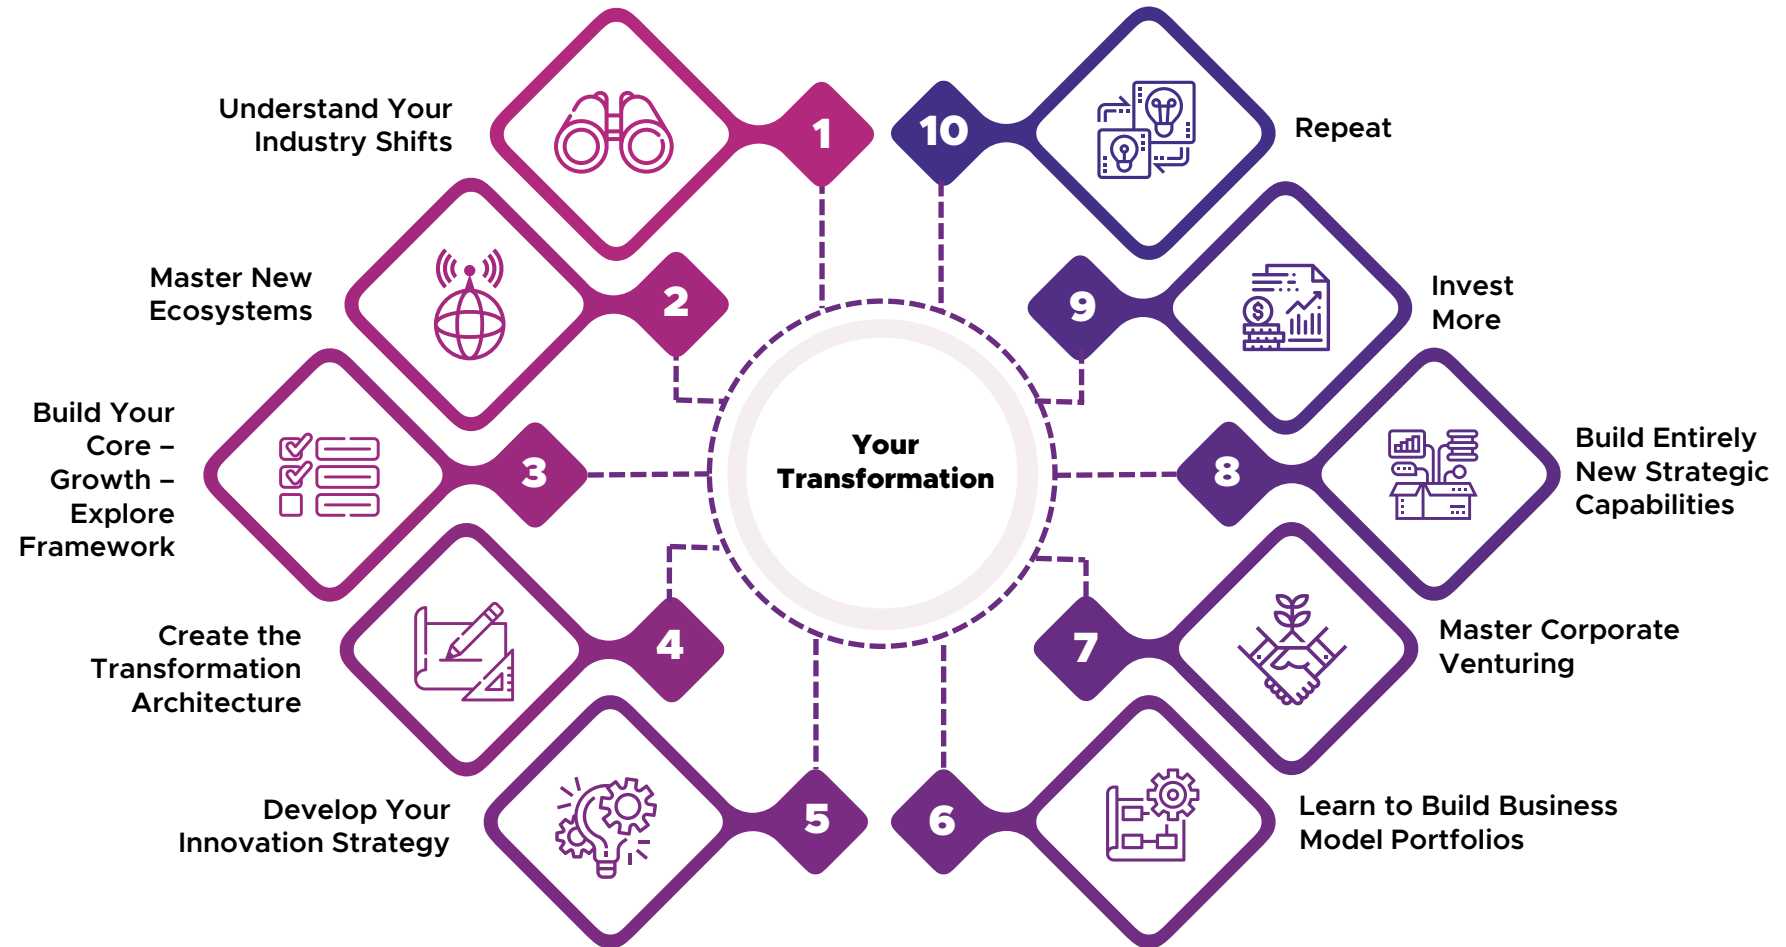 Understand Your
Industry Shifts
1
Master New
Ecosystems
2
Build Your
Core –
Growth –
Explore
Framework
3
Create the
Transformation
Architecture
4
Develop Your
Innovation Strategy
5
Your
Transformation
10
Repeat
9
Invest
More
8
Build Entirely
New Strategic
Capabilities
7
Master Corporate
Venturing
6
Learn to Build Business
Model Portfolios
$